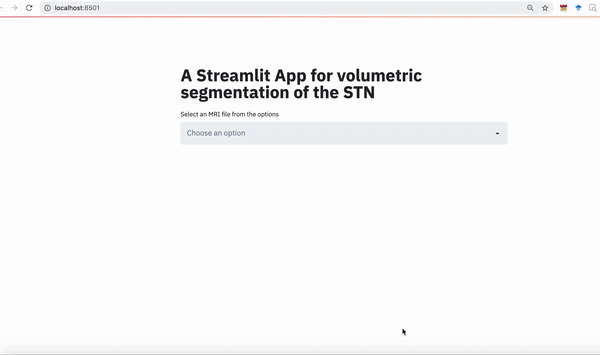 localhost:8501
A Streamlit App for volumetric
segmentation of the STN
Select an MRI file from the options
Choose an option